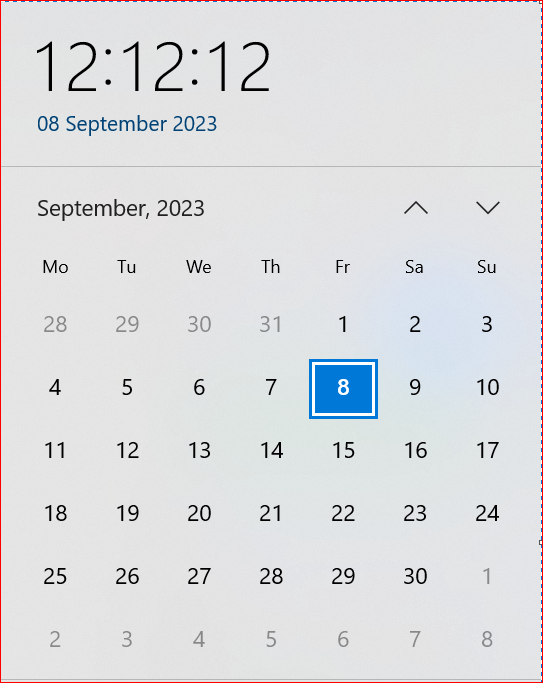 12:12:12
08 September 2023
September, 2023
Mo Tu We Th Fr Sa Su
28 29 30 31 1 2 3
4 5 6 7 8 9 10
11 12 13 14 15 16 17
18 19 20 21 22 23 24
25 26 27 28 29 30 1
2 3 4 5 6 7 8